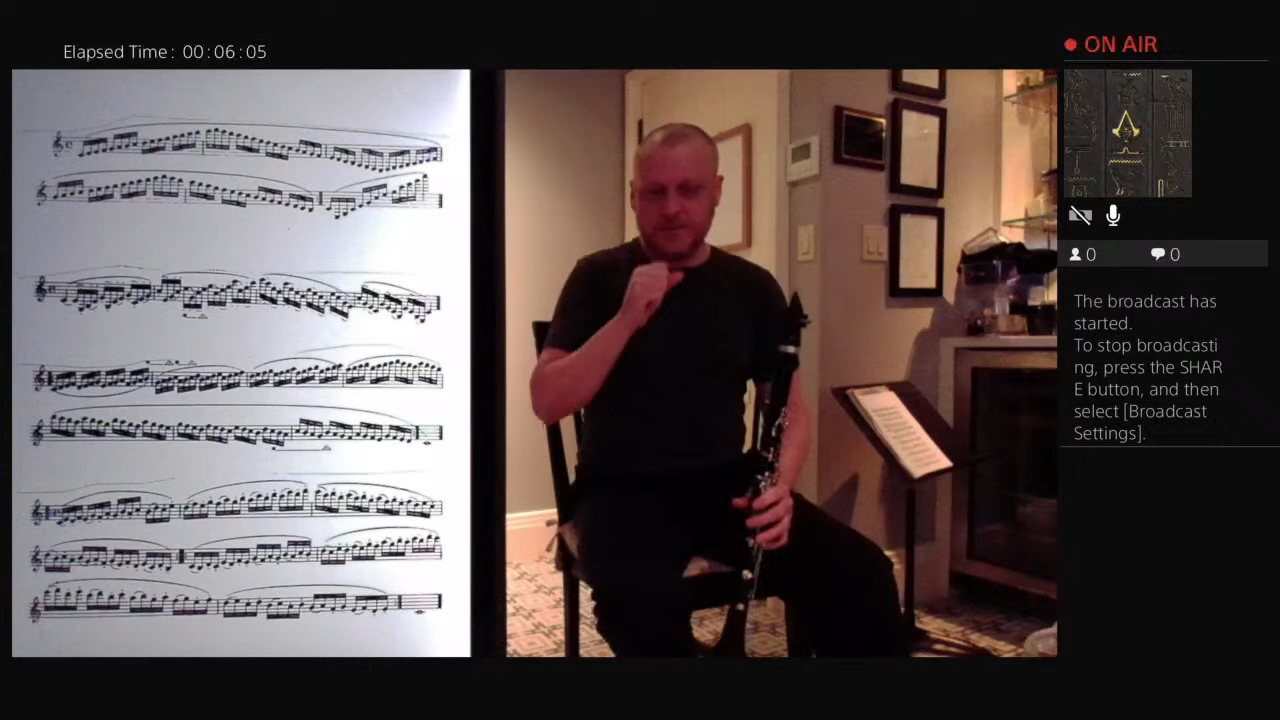 Elapsed Time: 00:06:05
ON AIR
0
0
The broadcast has
started.
To stop broadcasti
ng, press the SHAR
E button, and then
select [Broadcast
Settings].